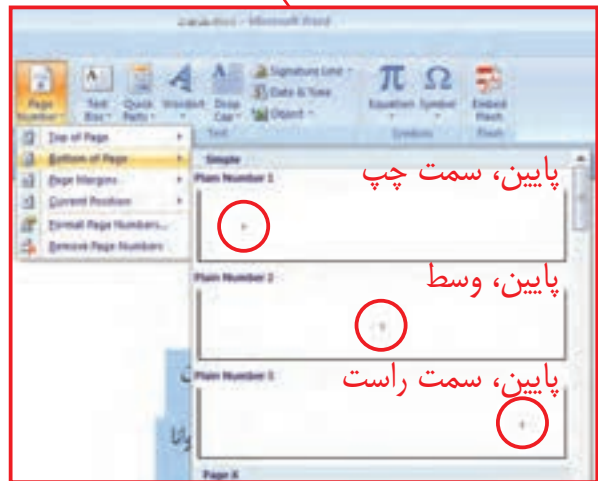 Microsoft Word
Page Number
Text Box
Quick Parts
WordArt
Drop Cap
Signature Line
Date & Time
Object
Equation
Symbol
Embed Flash
Text
Symbols
Flash
Top of Page
Bottom of Page
Page Margins
Current Position
Format Page Numbers...
Remove Page Numbers
Simple
Plain Number 1
پایین، سمت چپ
Plain Number 2
پایین، وسط
Plain Number 3
پایین، سمت راست
Page X